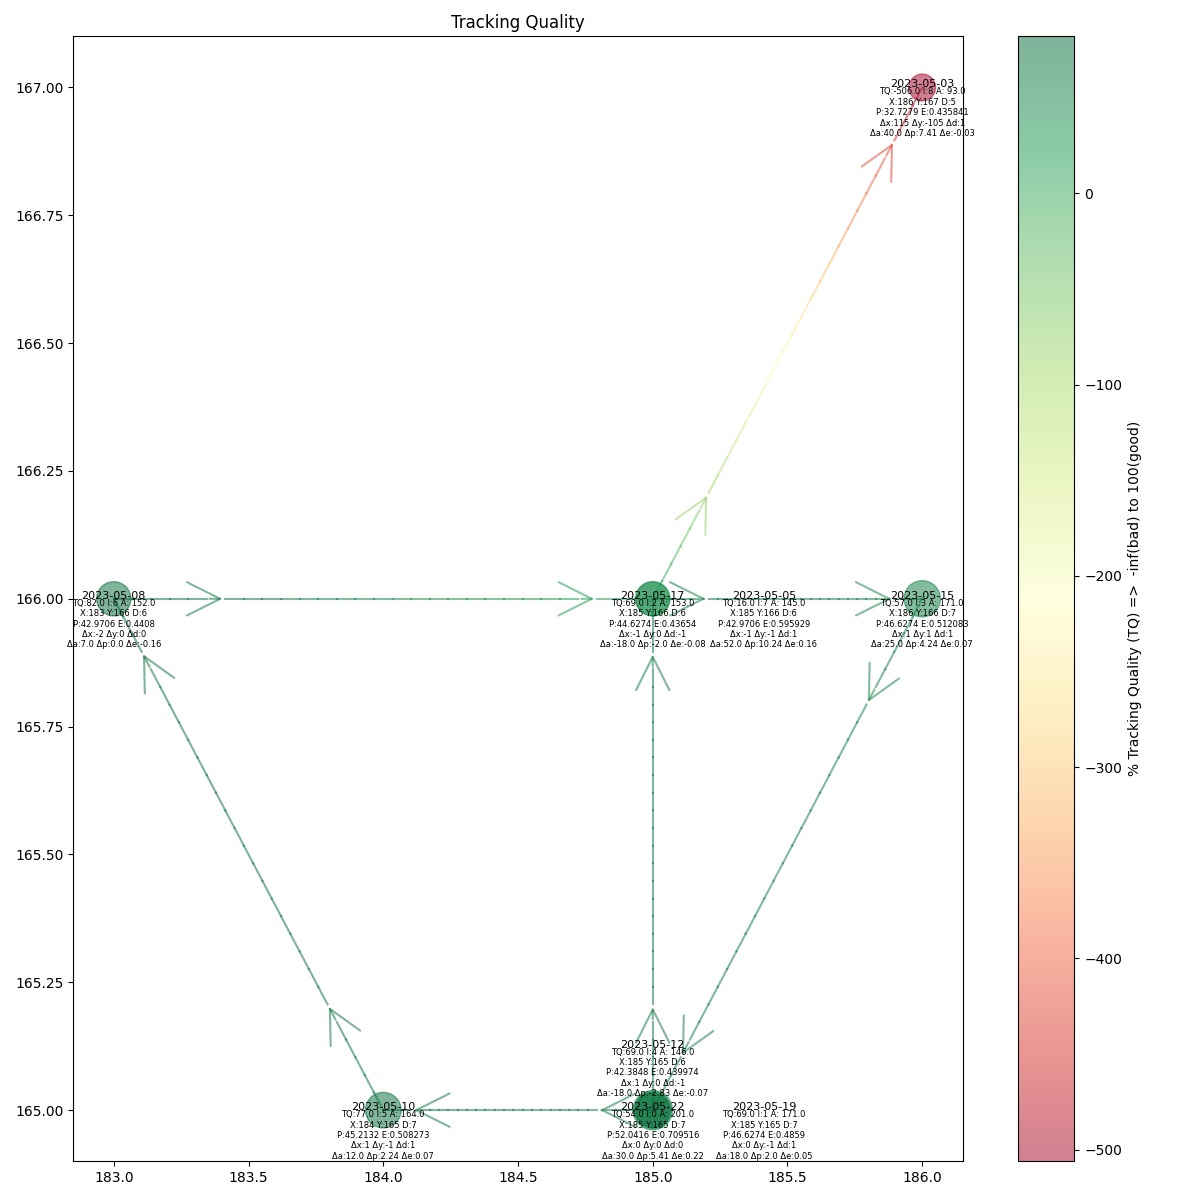 Tracking Quality
167.00
166.75
166.50
166.25
166.00
165.75
165.50
165.25
165.00
183.0
183.5
184.0
184.5
185.0
185.5
186.0
2023-05-03
TQ:-506.0 I:8 A: 93.0
X:186 Y:167 D:5
P:32.7279 E:0.435841
Δx:115 Δy:-105 Δd:1
Δa:40.0 Δp:7.41 Δe:-0.03
2023-05-08
TQ:82.0 I:6 A: 152.0
X:183 Y:166 D:6
P:42.9706 E:0.4408
Δx:-2 Δy:0 Δd:0
Δa:7.0 Δp:0.0 Δe:-0.16
2023-05-17
TQ:69.0 I:2 A: 153.0
X:185 Y:166 D:6
P:44.6274 E:0.43654
Δx:-1 Δy:0 Δd:-1
Δa:-18.0 Δp:-2.0 Δe:-0.08
2023-05-05
TQ:16.0 I:7 A: 145.0
X:185 Y:166 D:6
P:42.9706 E:0.595929
Δx:-1 Δy:-1 Δd:1
Δa:52.0 Δp:10.24 Δe:0.16
2023-05-15
TQ:57.0 I:3 A: 171.0
X:186 Y:166 D:7
P:46.6274 E:0.512083
Δx:1 Δy:1 Δd:1
Δa:25.0 Δp:4.24 Δe:0.07
2023-05-12
TQ:69.0 I:4 A: 146.0
X:185 Y:165 D:6
P:42.3848 E:0.439974
Δx:1 Δy:0 Δd:-1
Δa:-18.0 Δp:-2.83 Δe:-0.07
2023-05-10
TQ:77.0 I:5 A: 164.0
X:184 Y:165 D:7
P:45.2132 E:0.508273
Δx:1 Δy:-1 Δd:1
Δa:12.0 Δp:2.24 Δe:0.07
2023-05-22
TQ:54.0 I:0 A: 201.0
X:185 Y:165 D:7
P:52.0416 E:0.709516
Δx:0 Δy:0 Δd:0
Δa:30.0 Δp:5.41 Δe:0.22
2023-05-19
TQ:69.0 I:1 A: 171.0
X:185 Y:165 D:7
P:46.6274 E:0.4859
Δx:0 Δy:-1 Δd:1
Δa:18.0 Δp:2.0 Δe:0.05
0
−100
−200
−300
−400
−500
% Tracking Quality (TQ) => -inf(bad) to 100(good)